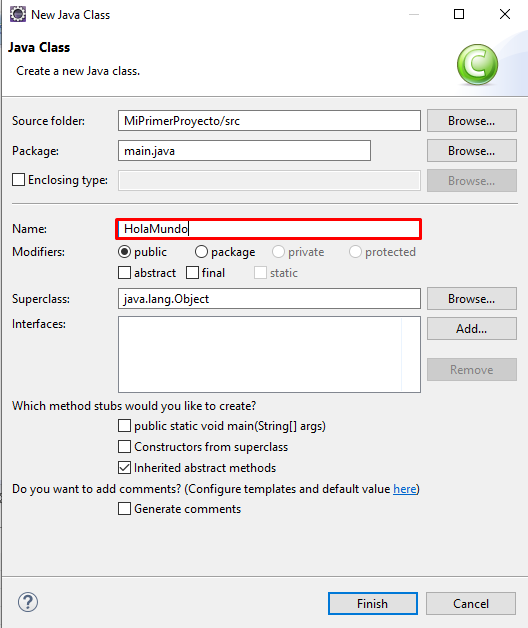 New Java Class
Java Class
Create a new Java class.
Source folder: MiPrimerProyecto/src Browse...
Package: main.java Browse...
Enclosing type: Browse...
Name: HolaMundo
Modifiers: public package private protected
abstract final static
Superclass: java.lang.Object Browse...
Interfaces: Add...
Remove
Which method stubs would you like to create?
public static void main(String[] args)
Constructors from superclass
Inherited abstract methods
Do you want to add comments? (Configure templates and default value here)
Generate comments
? Finish Cancel